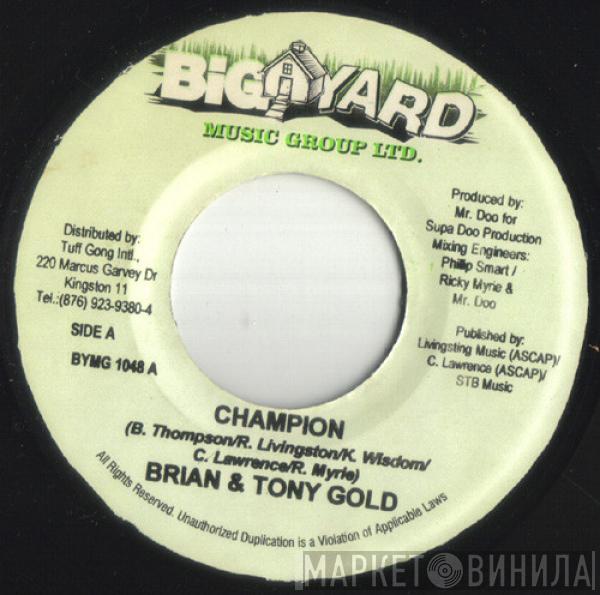 BiG YARD
MUSIC GROUP LTD.
Distributed by:
Tuff Gong Intl.,
220 Marcus Garvey Dr
Kingston 11
Tel.:(876) 923-9380-4
SIDE A
BYMG 1048 A
Produced by:
Mr. Doo for
Supa Doo Production
Mixing Engineers:
Philip Smart /
Ricky Myrie &
Mr. Doo
Published by:
Livingsting Music (ASCAP)/
C. Lawrence (ASCAP)/
STB Music
CHAMPION
(B. Thompson/R. Livingston/K. Wisdom/
C. Lawrence/R. Myrie)
BRIAN & TONY GOLD
All Rights Reserved. Unauthorized Duplication is a Violation of Applicable Laws
МАРКЕТ ВИНИЛА